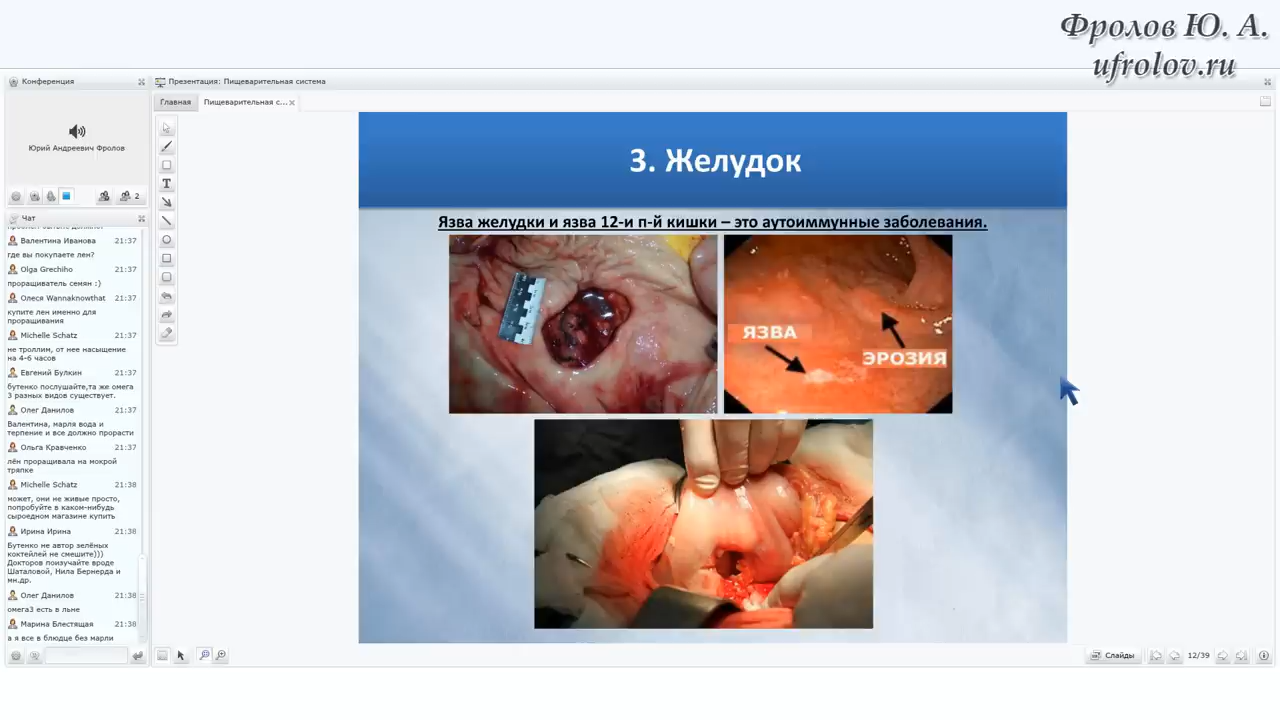 Фролов Ю. А.
ufrolov.ru
Конференция
Юрий Андреевич Фролов
2
Чат
Валентина Иванова 21:37
где вы покупаете лен?
Olga Grechiho 21:37
проращиватель семян :)
Олеся Wannaknowthat 21:37
купите лен именно для
проращивания
Michelle Schatz 21:37
не троллим, от нее насыщение
на 4-6 часов
Евгений Булкин 21:37
бутенко послушайте,та же омега
3 разных видов существует.
Олег Данилов 21:37
Валентина, марля вода и
терпение и все должно прорасти
Ольга Кравченко 21:37
лён проращивала на мокрой
тряпке
Michelle Schatz 21:38
может, они не живые просто,
попробуйте в каком-нибудь
сыроедном магазине купить
Ирина Ирина 21:38
Бутенко не автор зелёных
коктейлей не смешите)))
Докторов поизучайте вроде
Шаталовой, Нила Бернерда и
мн.др.
Олег Данилов 21:38
омега3 есть в льне
Марина Блестящая 21:38
а я все в блюдце без марли
Презентация: Пищеварительная система
Главная
Пищеварительная с...
3. Желудок
Язва желудки и язва 12-и п-й кишки – это аутоиммунные заболевания.
ЯЗВА
ЭРОЗИЯ
Слайды
12/39